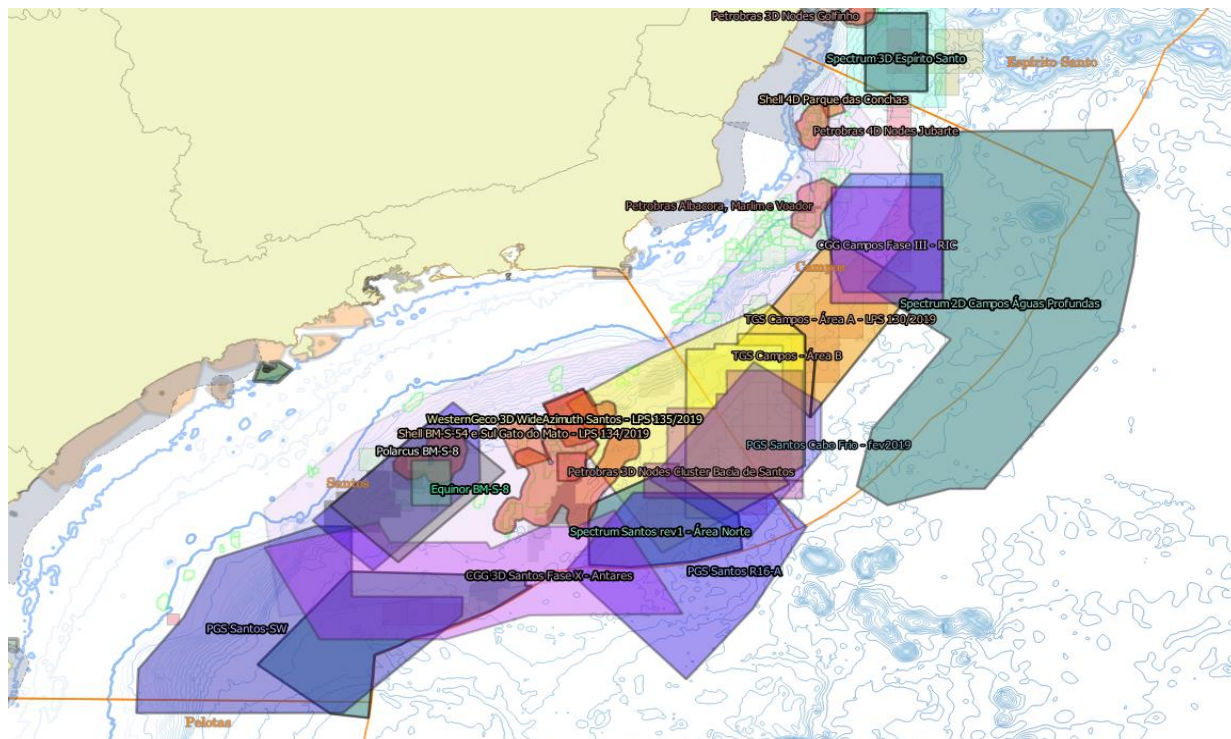 Petrobras 3D Nodes Golfinho
Spectrum 3D Espírito Santo
Espírito Santo
Shell 4D Parque das Conchas
Petrobras 4D Nodes Jubarte
Petrobras Albacora, Marlim e Voador
CGG Campos Fase III - RIC
Campos
Spectrum 2D Campos Águas Profundas
TGS Campos - Área A - LPS 130/2019
TGS Campos - Área B
WesternGeco 3D WideAzimuth Santos - LPS 135/2019
Shell BM-S-54 e Sul Gato do Mato - LPS 134/2019
PGS Santos Cabo Frio - fev2019
Polarcus BM-S-8
Petrobras 3D Nodes Cluster Bacia de Santos
Santos
Equinor BM-S-8
Spectrum Santos rev1 - Área Norte
PGS Santos R16-A
CGG 3D Santos Fase X - Antares
PGS Santos-SW
Pelotas